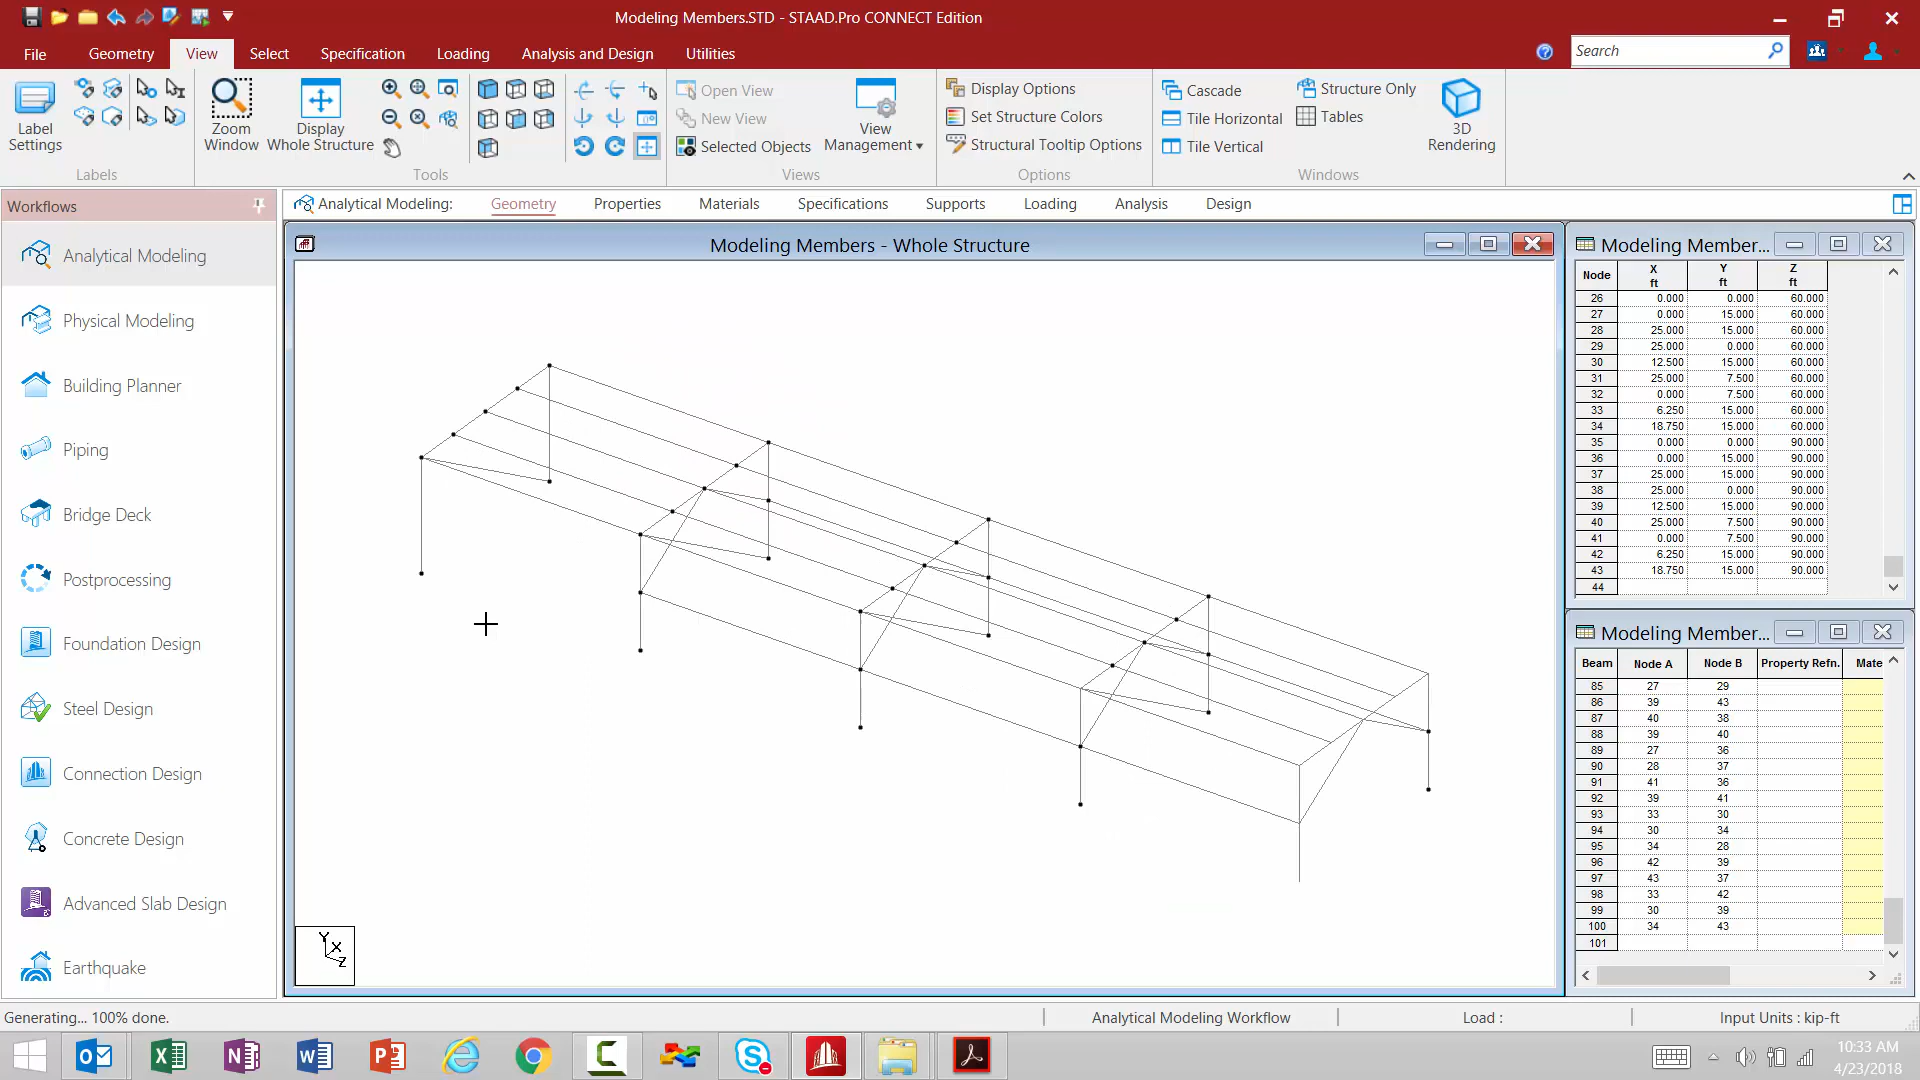 Modeling Members.STD - STAAD.Pro CONNECT Edition
File Geometry View Select Specification Loading Analysis and Design Utilities Search
Label Settings
Zoom Window
Display Whole Structure
Open View
New View
Selected Objects
View Management
Display Options
Set Structure Colors
Structural Tooltip Options
Cascade
Tile Horizontal
Tile Vertical
Structure Only
Tables
3D Rendering
Labels Tools Views Options Windows
Workflows
Analytical Modeling: Geometry Properties Materials Specifications Supports Loading Analysis Design
Analytical Modeling
Physical Modeling
Building Planner
Piping
Bridge Deck
Postprocessing
Foundation Design
Steel Design
Connection Design
Concrete Design
Advanced Slab Design
Earthquake
Modeling Members - Whole Structure
Y
X
Z
Modeling Member...
Node X ft Y ft Z ft
26 0.000 0.000 60.000
27 0.000 15.000 60.000
28 25.000 15.000 60.000
29 25.000 0.000 60.000
30 12.500 15.000 60.000
31 25.000 7.500 60.000
32 0.000 7.500 60.000
33 6.250 15.000 60.000
34 18.750 15.000 60.000
35 0.000 0.000 90.000
36 0.000 15.000 90.000
37 25.000 15.000 90.000
38 25.000 0.000 90.000
39 12.500 15.000 90.000
40 25.000 7.500 90.000
41 0.000 7.500 90.000
42 6.250 15.000 90.000
43 18.750 15.000 90.000
44
Modeling Member...
Beam Node A Node B Property Refn. Mate
85 27 29
86 39 43
87 40 38
88 39 40
89 27 36
90 28 37
91 41 36
92 39 41
93 33 30
94 30 34
95 34 28
96 42 39
97 43 37
98 33 42
99 30 39
100 34 43
101
Generating... 100% done. Analytical Modeling Workflow Load : Input Units : kip-ft
10:33 AM
4/23/2018